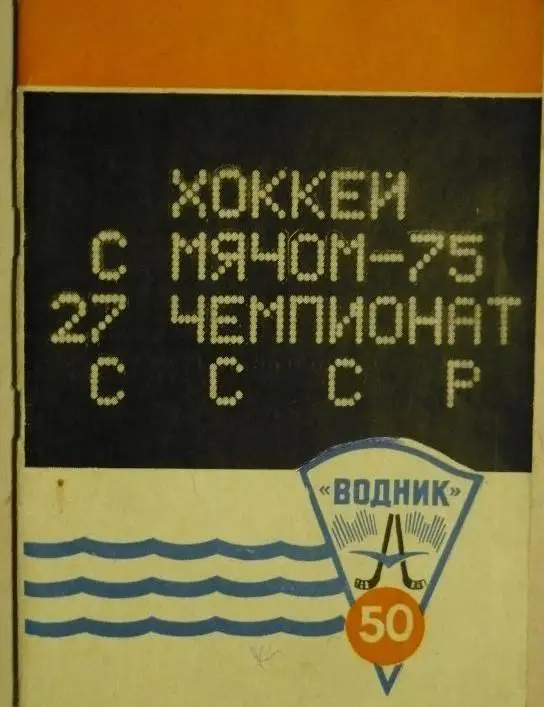 ХОККЕЙ
С МЯЧОМ-75
27 ЧЕМПИОНАТ
С С С Р
«ВОДНИК»
50